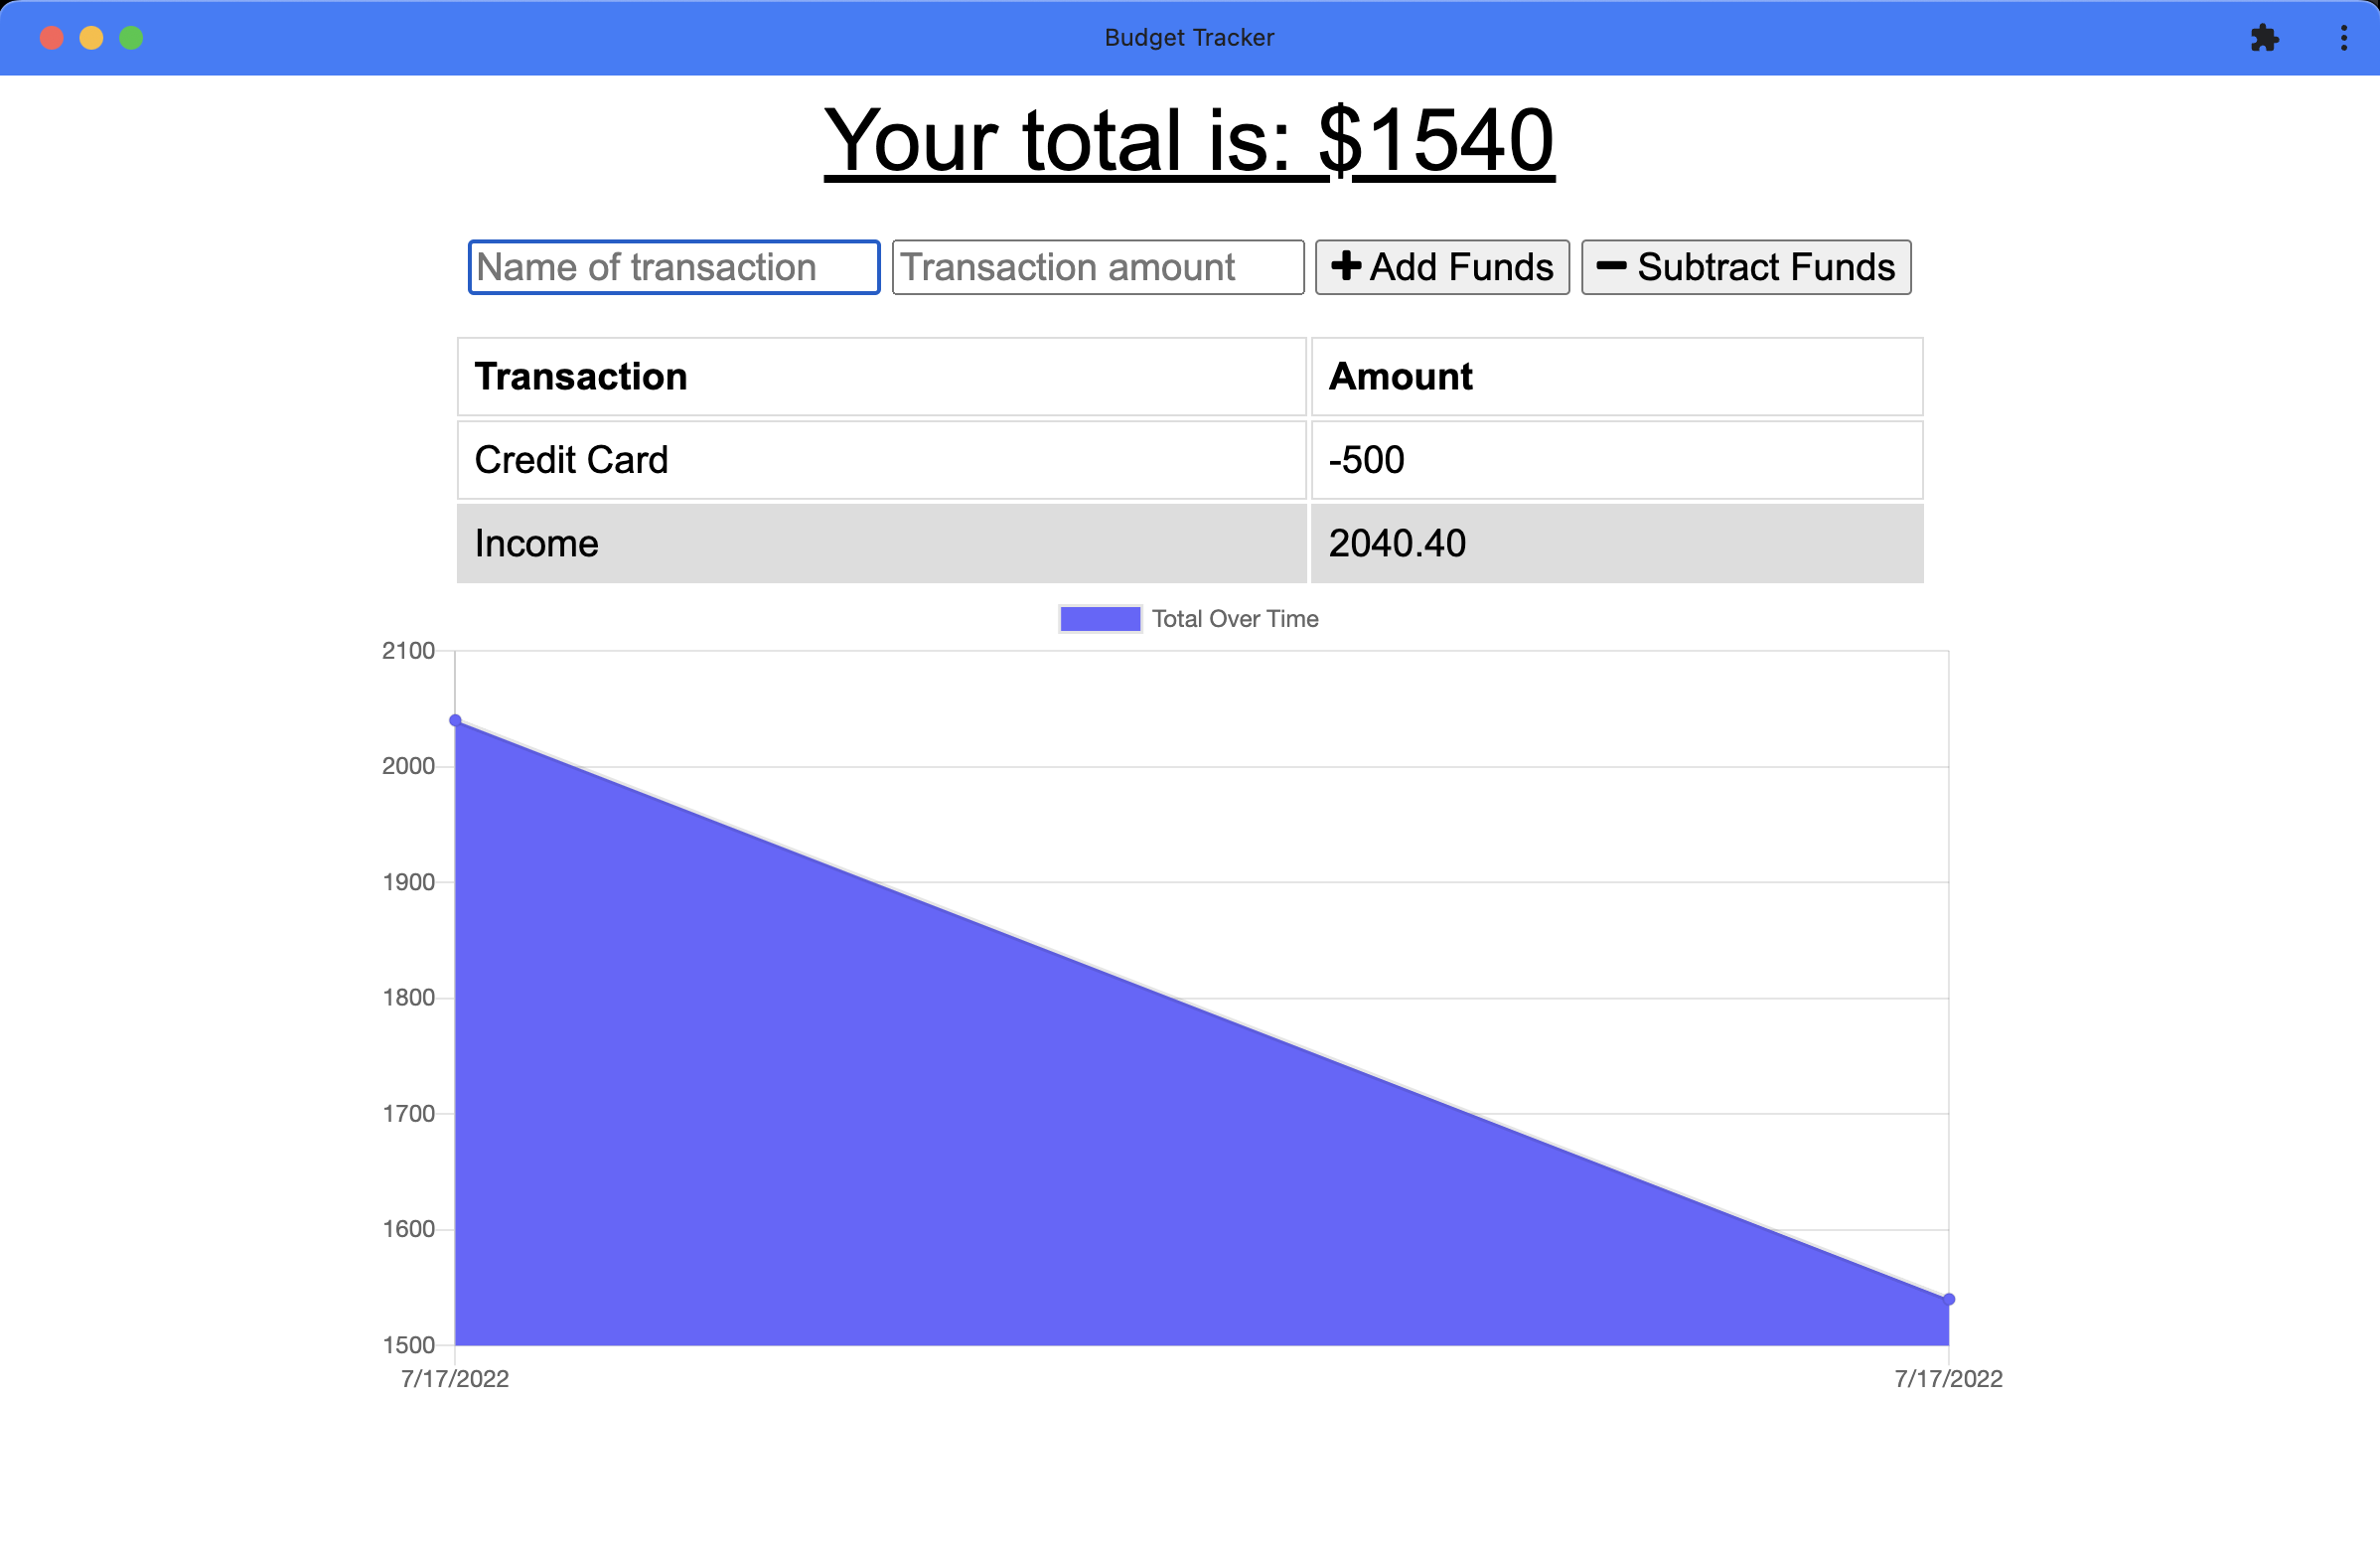 Budget Tracker
Your total is: $1540
Name of transaction Transaction amount Add Funds Subtract Funds
Transaction Amount
Credit Card -500
Income 2040.40
Total Over Time
2100
2000
1900
1800
1700
1600
1500
7/17/2022 7/17/2022